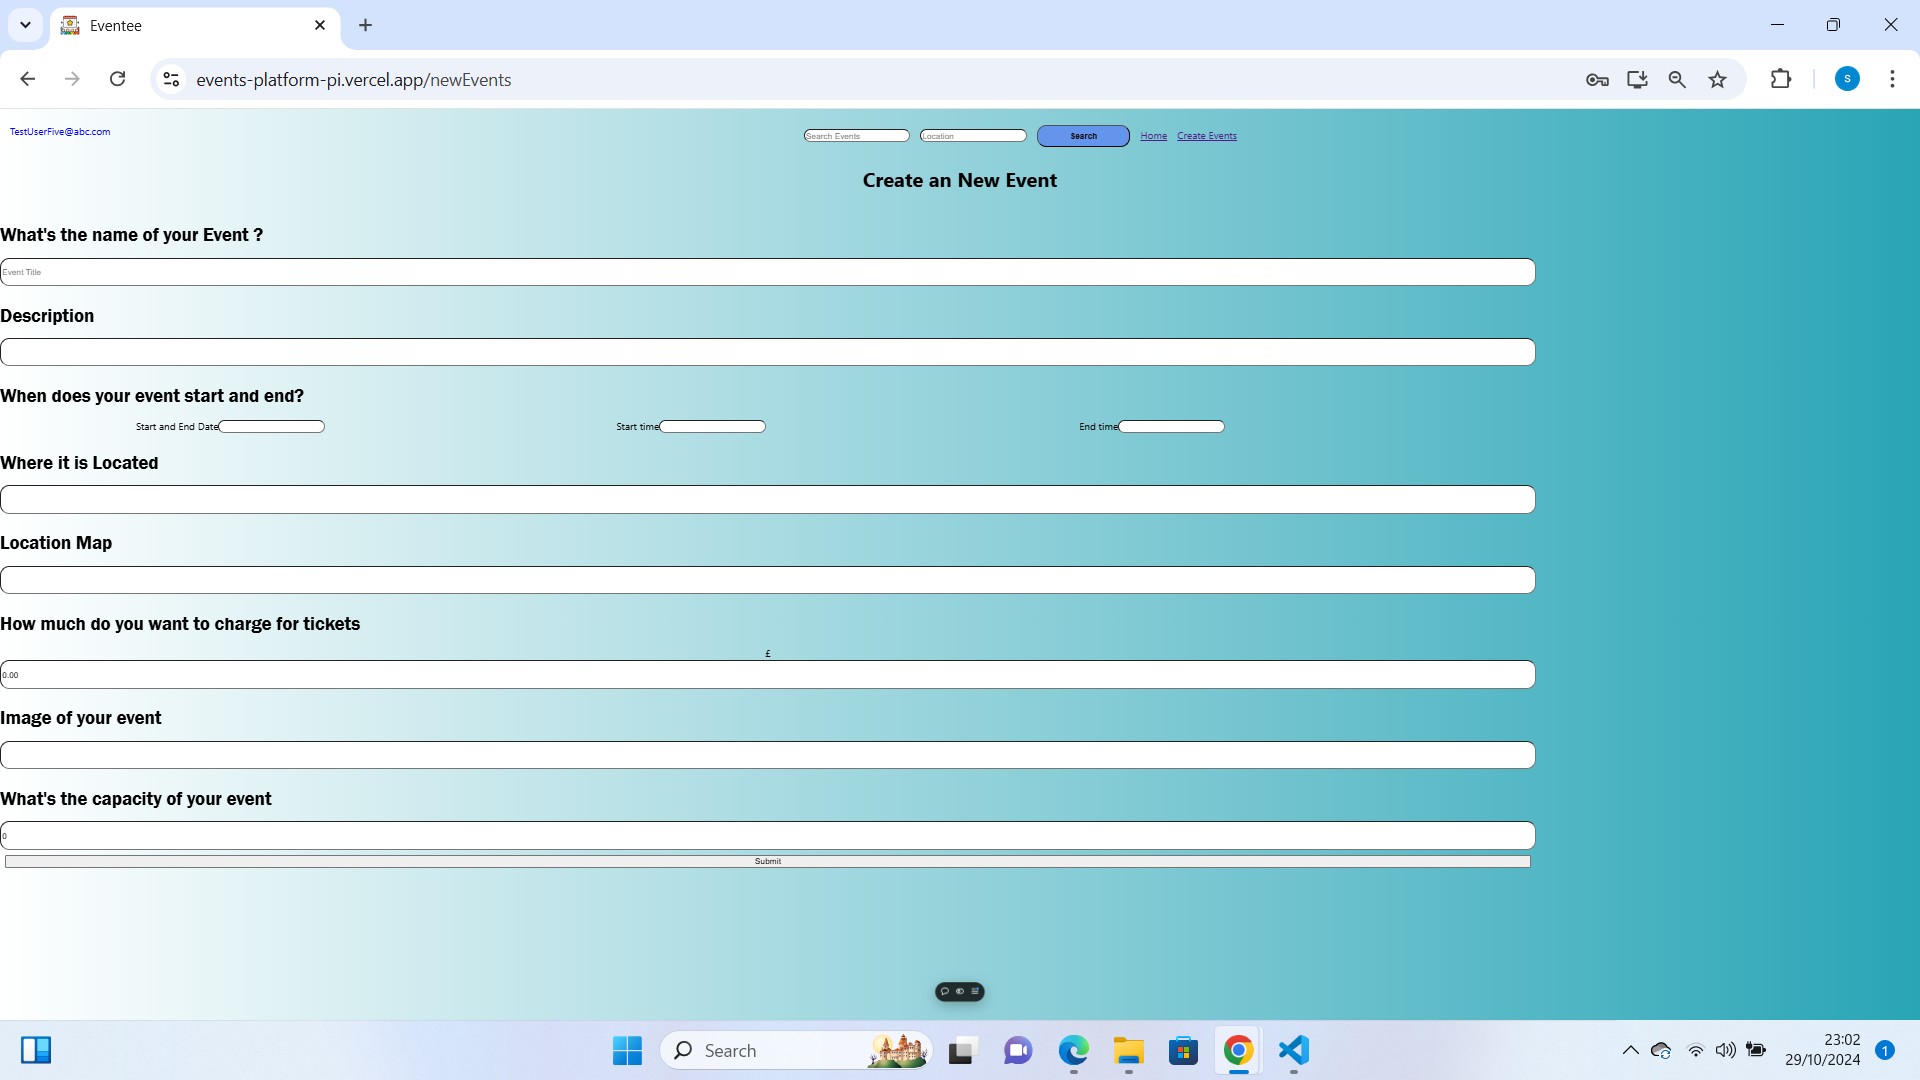 Eventee
events-platform-pi.vercel.app/newEvents
S
TestUserFive@abc.com
Search Events
Location
Search
Home
Create Events
Create an New Event
What's the name of your Event ?
Event Title
Description
When does your event start and end?
Start and End Date
Start time
End time
Where it is Located
Location Map
How much do you want to charge for tickets
£
0.00
Image of your event
What's the capacity of your event
0
Submit
Search
23:02
29/10/2024
1